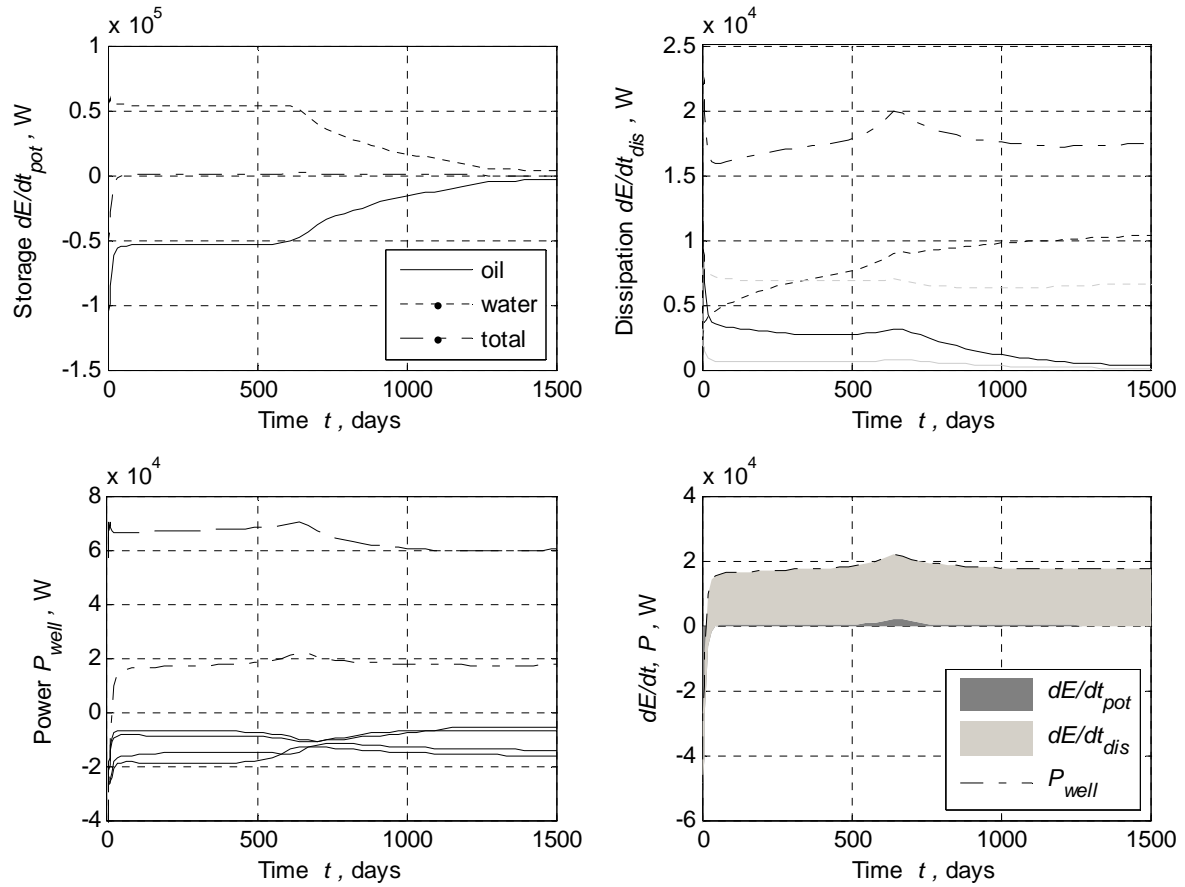 x 10^5
1
0.5
0
-0.5
-1
-1.5
Storage dE/dt_pot , W
oil
water
total
0
500
1000
1500
Time t , days
x 10^4
2.5
2
1.5
1
0.5
0
Dissipation dE/dt_dis , W
0
500
1000
1500
Time t , days
x 10^4
8
6
4
2
0
-2
-4
Power P_well , W
0
500
1000
1500
Time t , days
x 10^4
4
2
0
-2
-4
-6
dE/dt, P , W
dE/dt_pot
dE/dt_dis
P_well
0
500
1000
1500
Time t , days